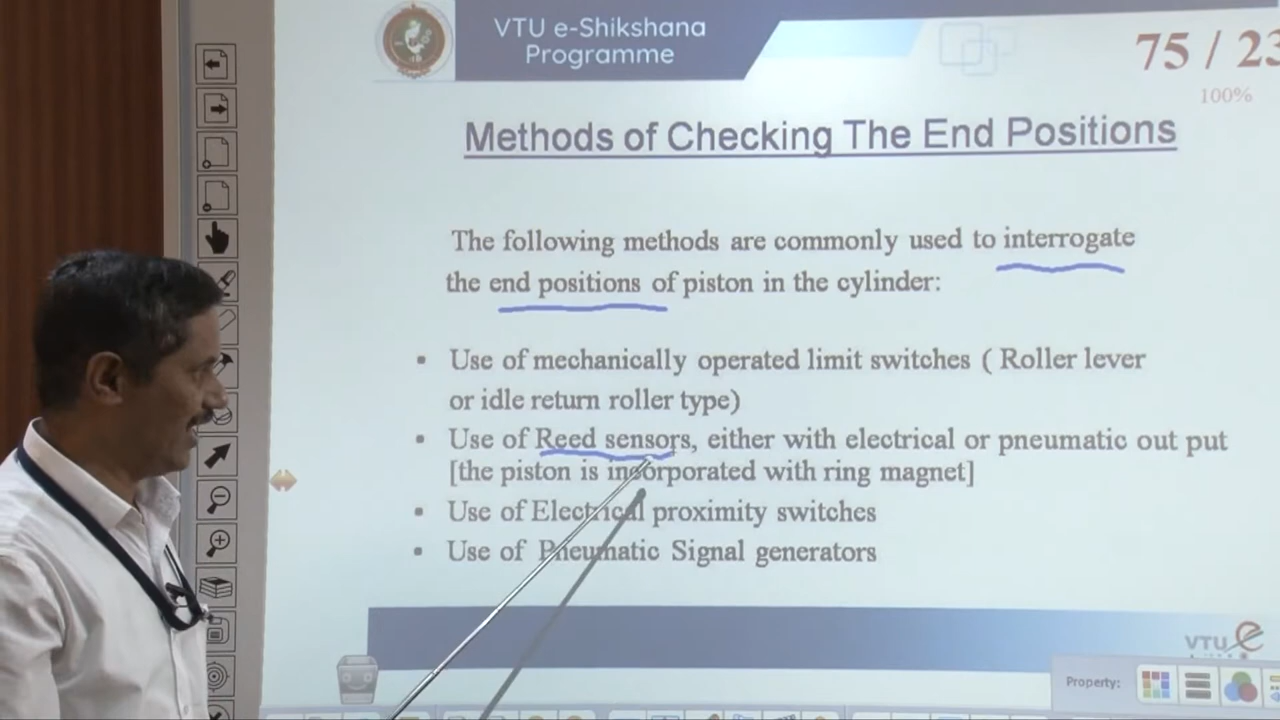 VTU e-Shikshana
Programme
75 / 23
100%
Methods of Checking The End Positions
The following methods are commonly used to interrogate
the end positions of piston in the cylinder:
• Use of mechanically operated limit switches ( Roller lever
or idle return roller type)
• Use of Reed sensors, either with electrical or pneumatic out put
[the piston is incorporated with ring magnet]
• Use of Electrical proximity switches
• Use of Pneumatic Signal generators
VTU e
Property: